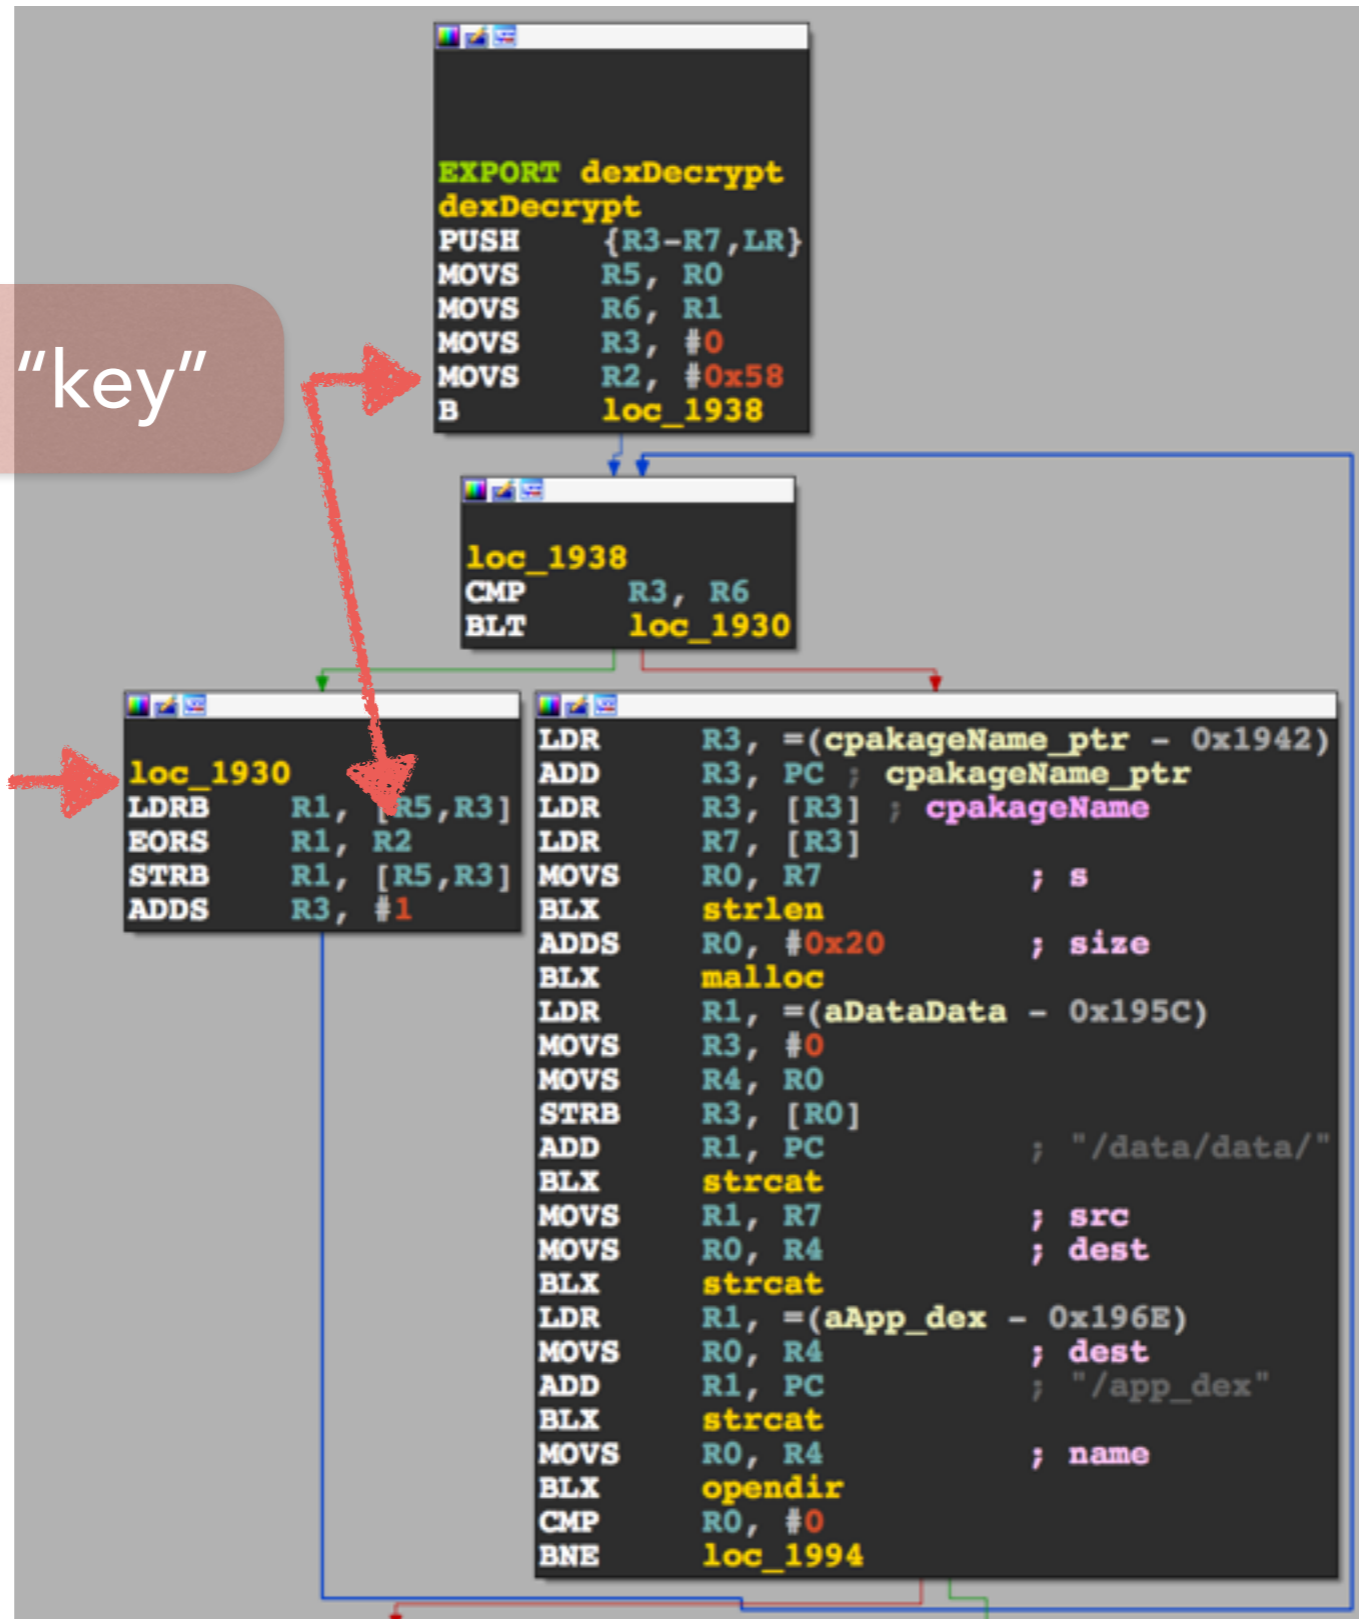 EXPORT dexDecrypt
dexDecrypt
PUSH {R3-R7,LR}
MOVS R5, R0
MOVS R6, R1
MOVS R3, #0
MOVS R2, #0x58
B loc_1938
“key”
loc_1938
CMP R3, R6
BLT loc_1930
loc_1930
LDRB R1, [R5,R3]
EORS R1, R2
STRB R1, [R5,R3]
ADDS R3, #1
LDR R3, =(cpakageName_ptr - 0x1942)
ADD R3, PC ; cpakageName_ptr
LDR R3, [R3] ; cpakageName
LDR R7, [R3]
MOVS R0, R7 ; s
BLX strlen
ADDS R0, #0x20 ; size
BLX malloc
LDR R1, =(aDataData - 0x195C)
MOVS R3, #0
MOVS R4, R0
STRB R3, [R0]
ADD R1, PC ; "/data/data/"
BLX strcat
MOVS R1, R7 ; src
MOVS R0, R4 ; dest
BLX strcat
LDR R1, =(aApp_dex - 0x196E)
MOVS R0, R4 ; dest
ADD R1, PC ; "/app_dex"
BLX strcat
MOVS R0, R4 ; name
BLX opendir
CMP R0, #0
BNE loc_1994